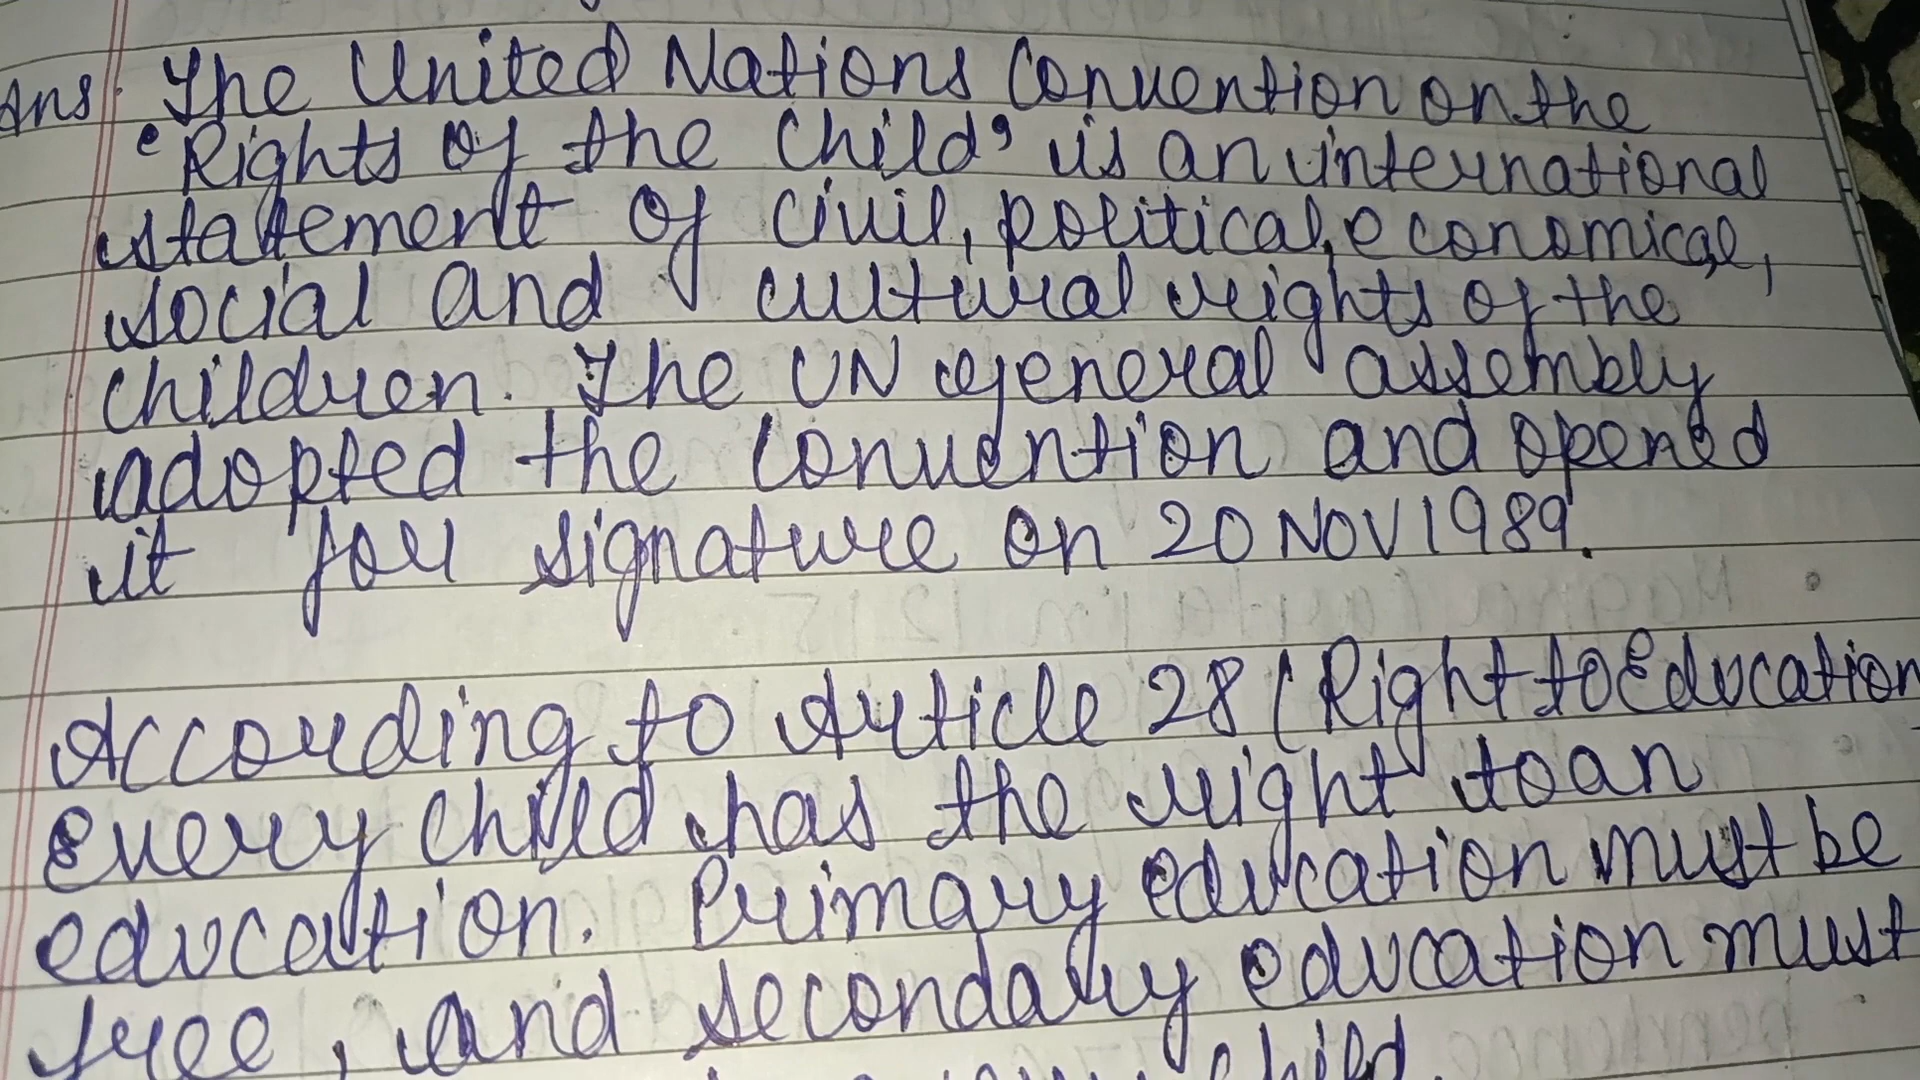 Ans. The United Nations Convention on the
'Rights of the Child' is an international
statement of civil, political, economical,
social and cultural rights of the
children. The UN general assembly
adopted the convention and opened
it for signature on 20 NOV 1989.
According to Article 28 (Right to Education
every child has the right to an
education. Primary education must be
free, and secondary education must
child.